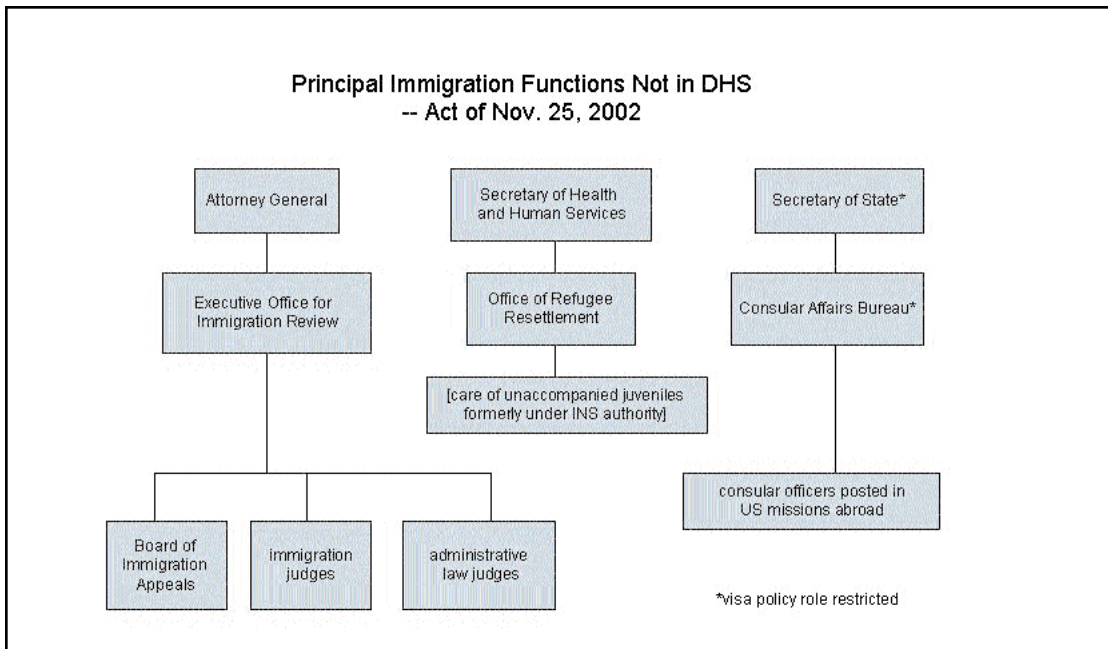 Principal Immigration Functions Not in DHS
-- Act of Nov. 25, 2002
Attorney General
Secretary of Health
and Human Services
Secretary of State*
Executive Office for
Immigration Review
Office of Refugee
Resettlement
Consular Affairs Bureau*
[care of unaccompanied juveniles
formerly under INS authority]
consular officers posted in
US missions abroad
Board of
Immigration
Appeals
immigration
judges
administrative
law judges
*visa policy role restricted